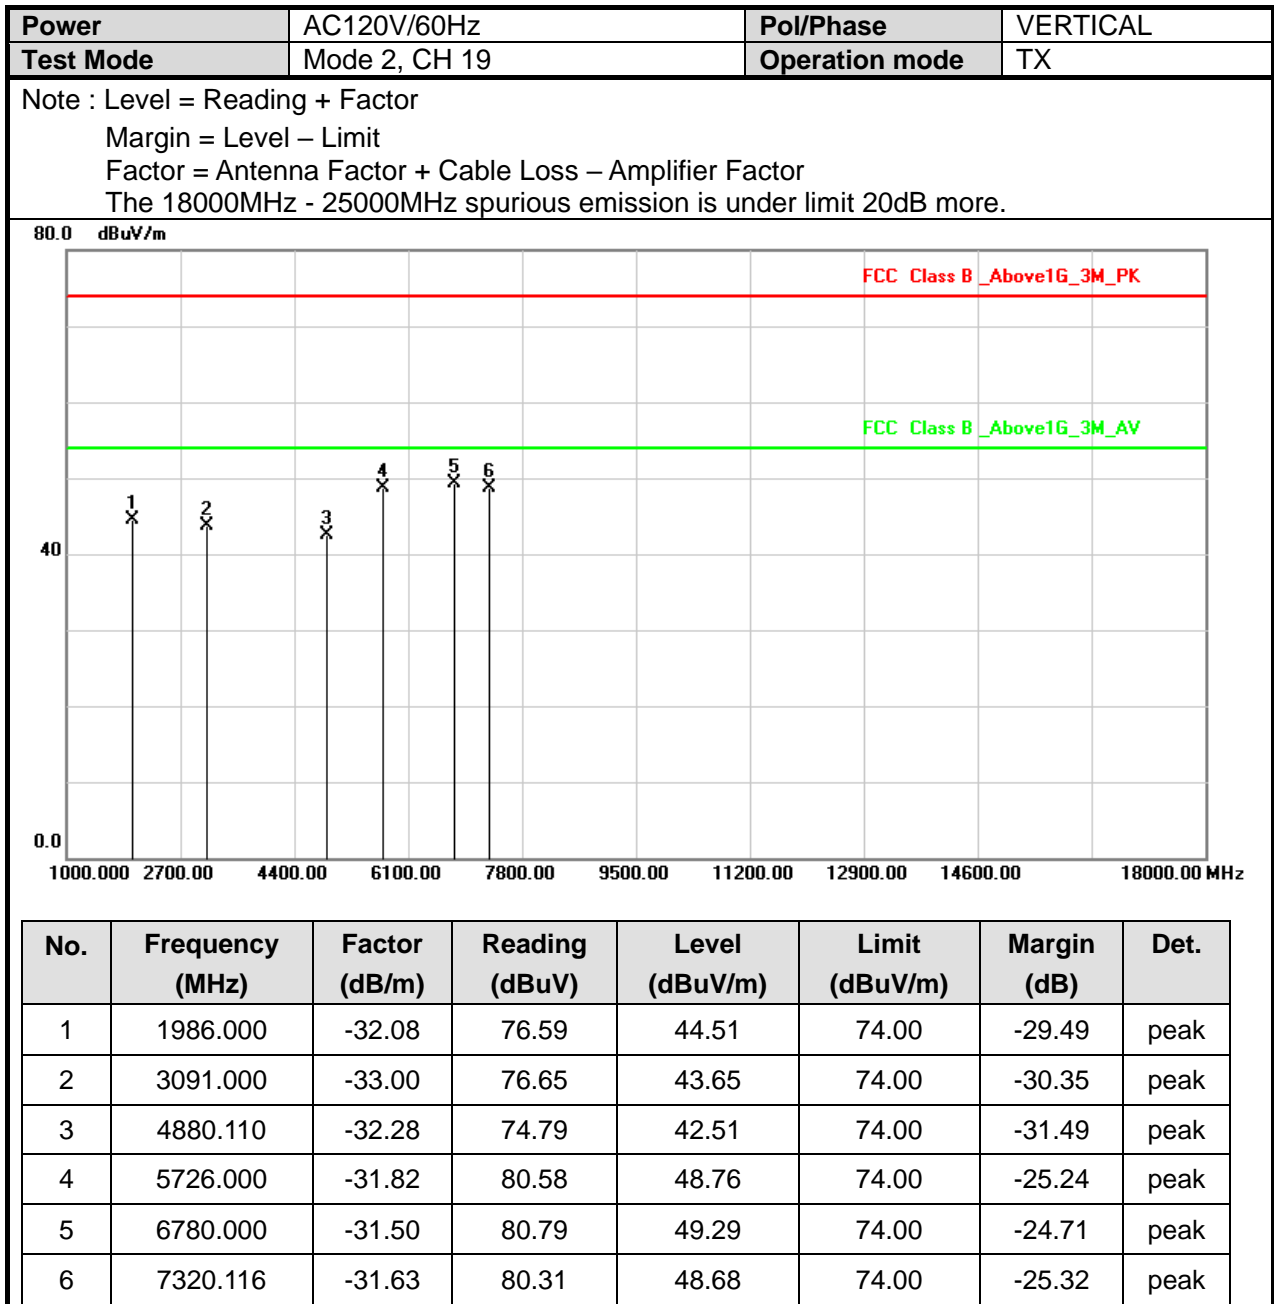 Power AC120V/60Hz Pol/Phase VERTICAL
Test Mode Mode 2, CH 19 Operation mode TX
Note : Level = Reading + Factor
Margin = Level – Limit
Factor = Antenna Factor + Cable Loss – Amplifier Factor
The 18000MHz - 25000MHz spurious emission is under limit 20dB more.
80.0 dBuV/m
FCC Class B _Above1G_3M_PK
FCC Class B _Above1G_3M_AV
1 2 3 4 5 6
40
0.0
1000.000 2700.00 4400.00 6100.00 7800.00 9500.00 11200.00 12900.00 14600.00 18000.00 MHz
No. Frequency Factor Reading Level Limit Margin Det.
(MHz) (dB/m) (dBuV) (dBuV/m) (dBuV/m) (dB)
1 1986.000 -32.08 76.59 44.51 74.00 -29.49 peak
2 3091.000 -33.00 76.65 43.65 74.00 -30.35 peak
3 4880.110 -32.28 74.79 42.51 74.00 -31.49 peak
4 5726.000 -31.82 80.58 48.76 74.00 -25.24 peak
5 6780.000 -31.50 80.79 49.29 74.00 -24.71 peak
6 7320.116 -31.63 80.31 48.68 74.00 -25.32 peak